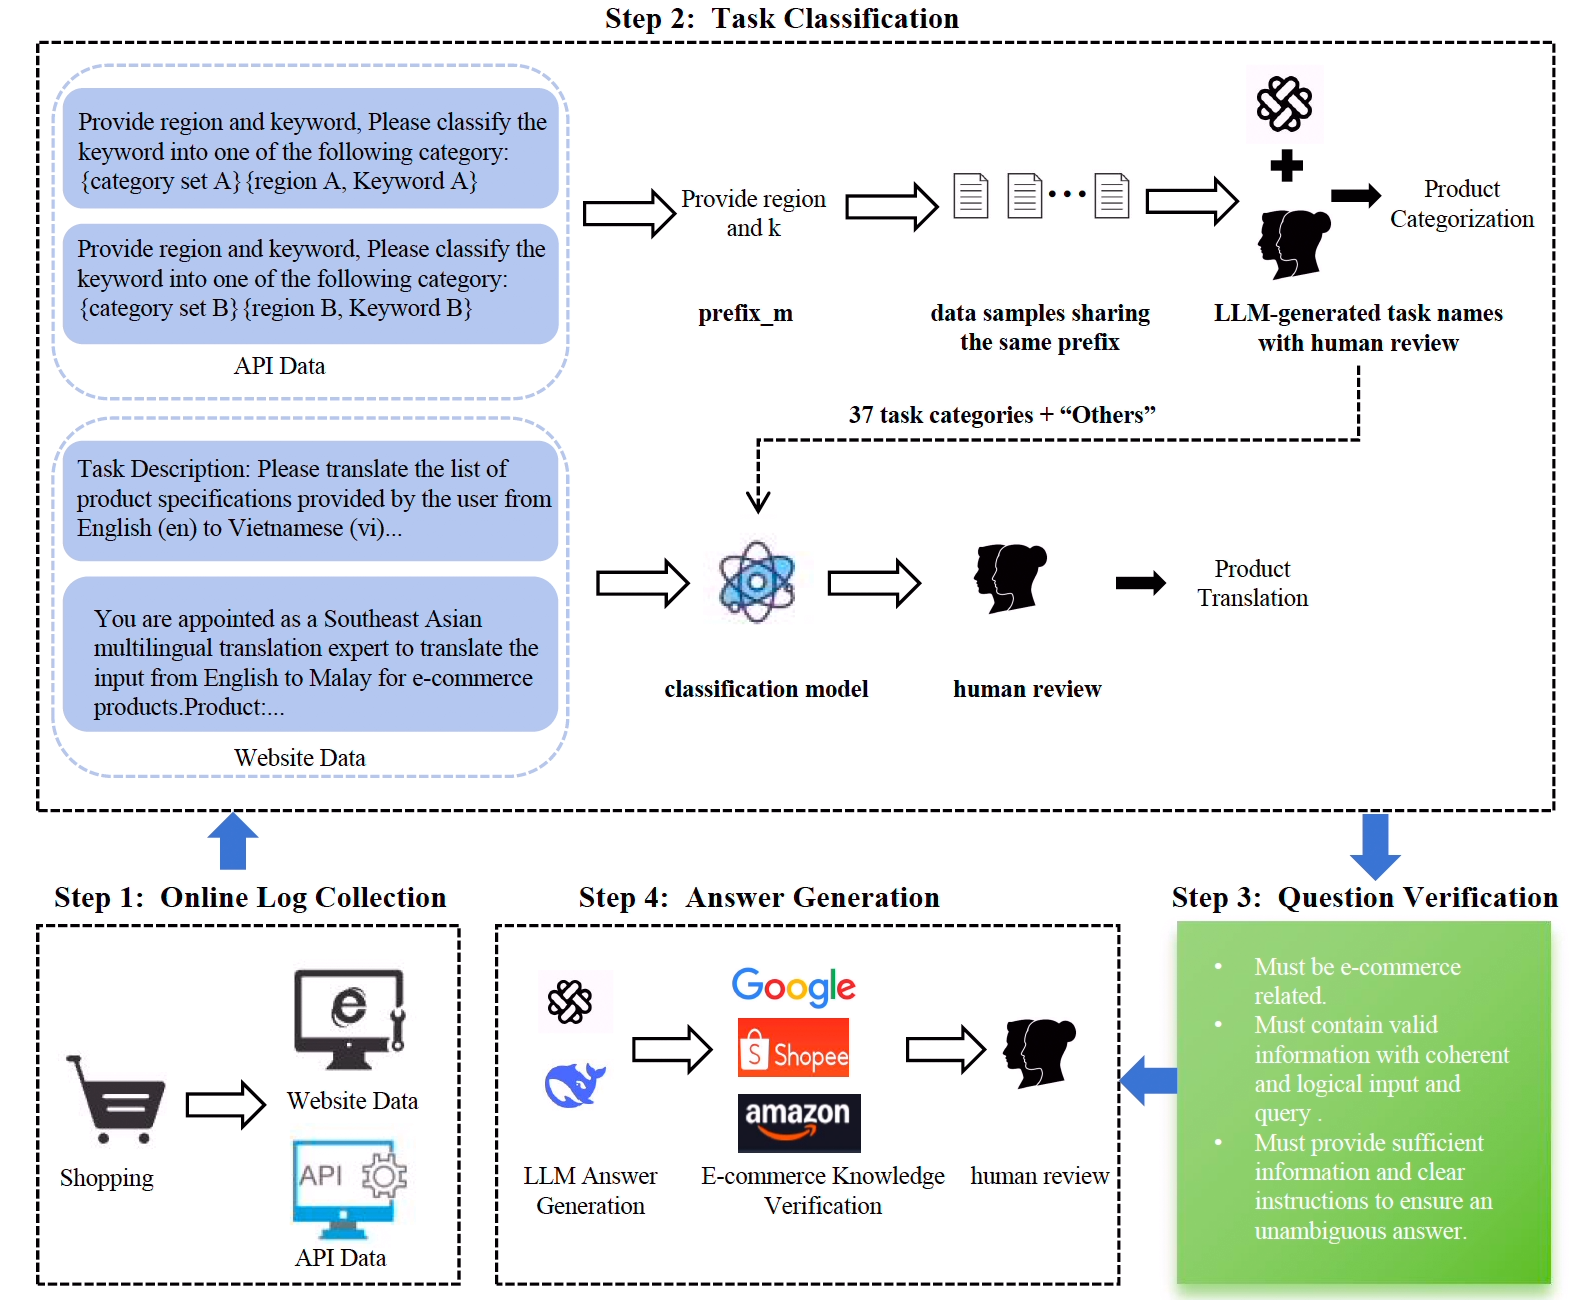 Step 2: Task Classification
Provide region and keyword, Please classify the
keyword into one of the following category:
{category set A}{region A, Keyword A}
Provide region and keyword, Please classify the
keyword into one of the following category:
{category set B}{region B, Keyword B}
API Data
Provide region
and k
prefix_m
data samples sharing
the same prefix
LLM-generated task names
with human review
Product
Categorization
37 task categories + “Others”
Task Description: Please translate the list of
product specifications provided by the user from
English (en) to Vietnamese (vi)...
You are appointed as a Southeast Asian
multilingual translation expert to translate the
input from English to Malay for e-commerce
products.Product:...
Website Data
classification model
human review
Product
Translation
Step 1: Online Log Collection
Shopping
Website Data
API
API Data
Step 4: Answer Generation
LLM Answer
Generation
Google
S Shopee
amazon
E-commerce Knowledge
Verification
human review
Step 3: Question Verification
• Must be e-commerce
related.
• Must contain valid
information with coherent
and logical input and
query .
• Must provide sufficient
information and clear
instructions to ensure an
unambiguous answer.